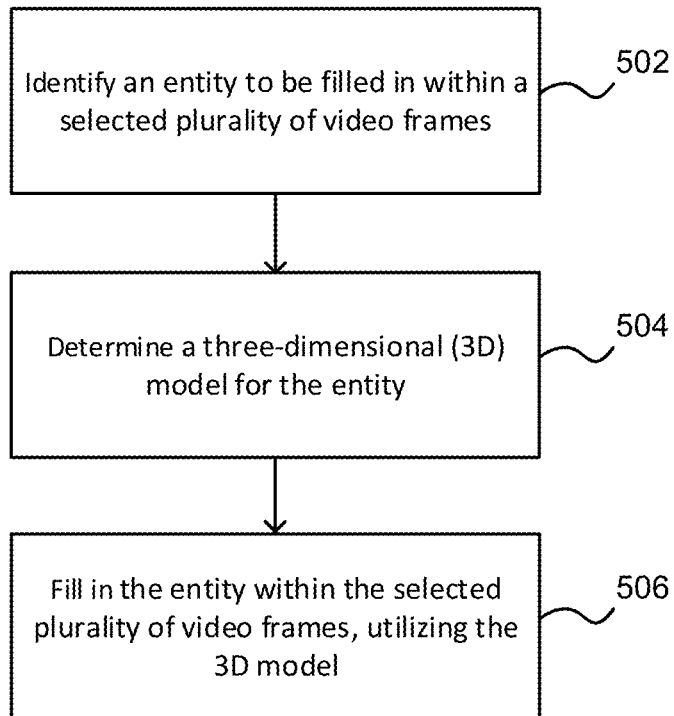 Identify an entity to be filled in within a
selected plurality of video frames
502
Determine a three-dimensional (3D)
model for the entity
504
Fill in the entity within the selected
plurality of video frames, utilizing the
3D model
506